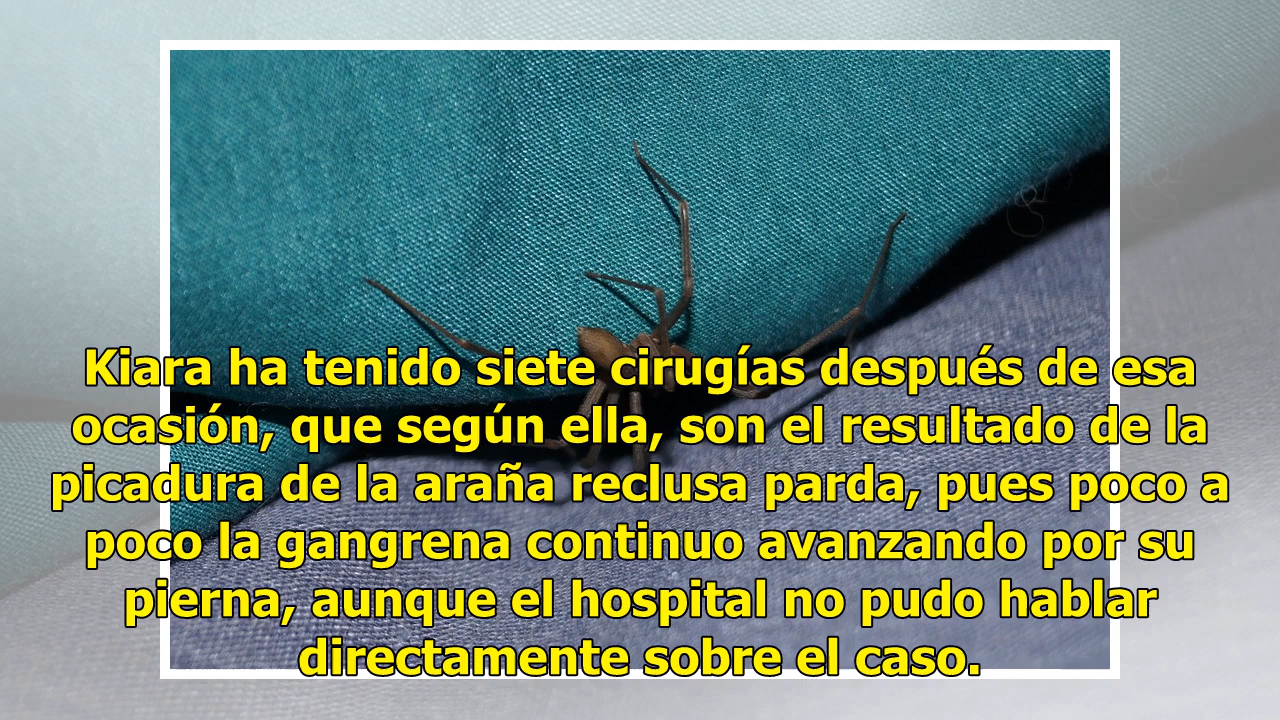 Kiara ha tenido siete cirugías después de esa
ocasión, que según ella, son el resultado de la
picadura de la araña reclusa parda, pues poco a
poco la gangrena continuo avanzando por su
pierna, aunque el hospital no pudo hablar
directamente sobre el caso.